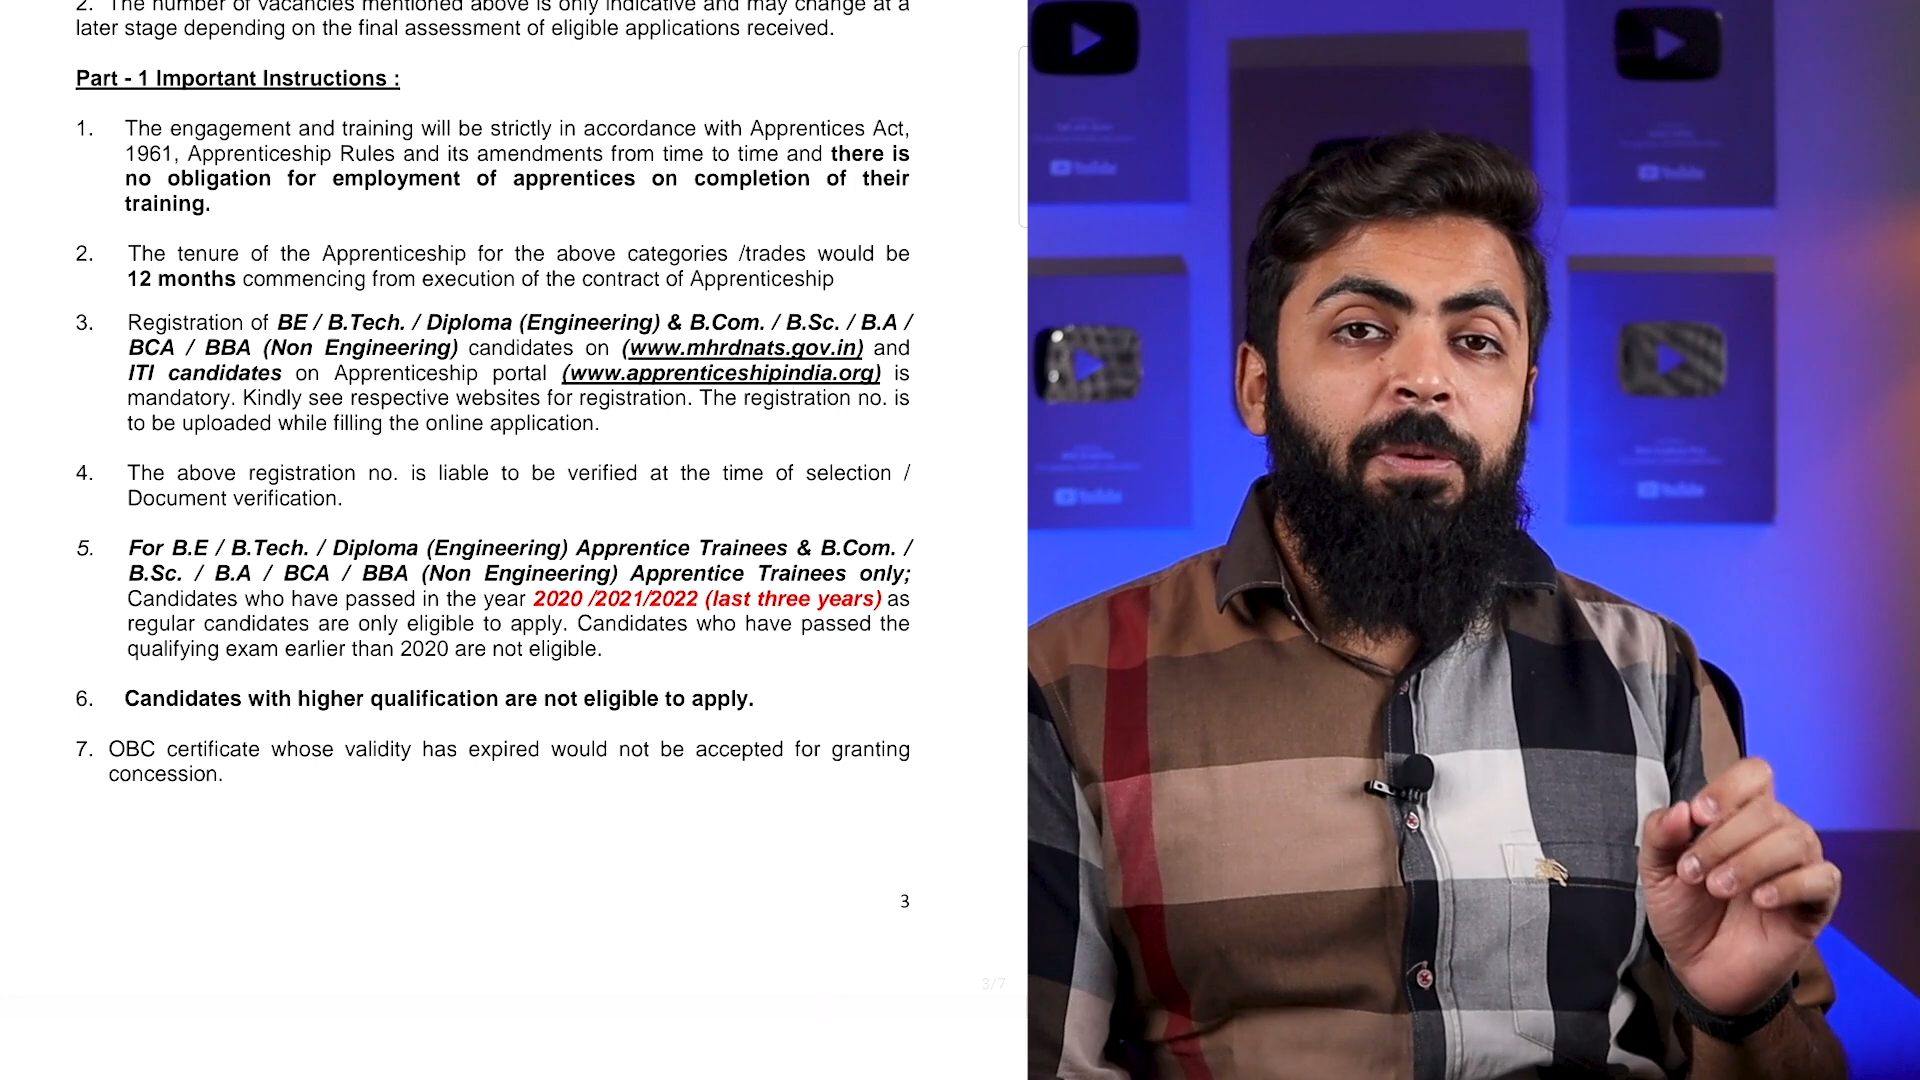 2. The number of vacancies mentioned above is only indicative and may change at a
later stage depending on the final assessment of eligible applications received.
Part - 1 Important Instructions :
1. The engagement and training will be strictly in accordance with Apprentices Act,
1961, Apprenticeship Rules and its amendments from time to time and there is
no obligation for employment of apprentices on completion of their
training.
2. The tenure of the Apprenticeship for the above categories /trades would be
12 months commencing from execution of the contract of Apprenticeship
3. Registration of BE / B.Tech. / Diploma (Engineering) & B.Com. / B.Sc. / B.A /
BCA / BBA (Non Engineering) candidates on (www.mhrdnats.gov.in) and
ITI candidates on Apprenticeship portal (www.apprenticeshipindia.org) is
mandatory. Kindly see respective websites for registration. The registration no. is
to be uploaded while filling the online application.
4. The above registration no. is liable to be verified at the time of selection /
Document verification.
5. For B.E / B.Tech. / Diploma (Engineering) Apprentice Trainees & B.Com. /
B.Sc. / B.A / BCA / BBA (Non Engineering) Apprentice Trainees only;
Candidates who have passed in the year 2020 /2021/2022 (last three years) as
regular candidates are only eligible to apply. Candidates who have passed the
qualifying exam earlier than 2020 are not eligible.
6. Candidates with higher qualification are not eligible to apply.
7. OBC certificate whose validity has expired would not be accepted for granting
concession.
3
3/7
YouTube
YouTube
YouTube
YouTube